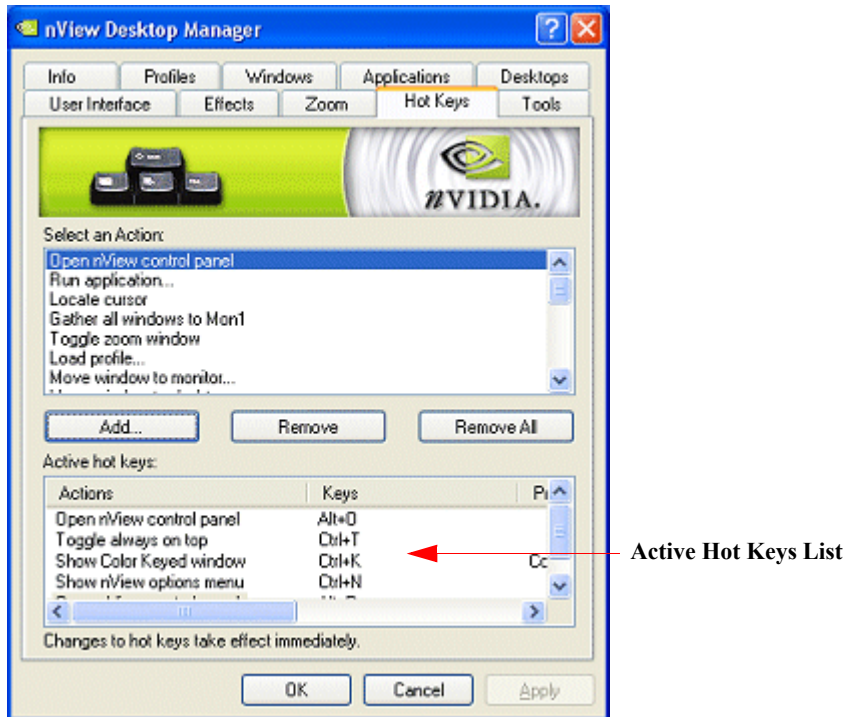 nView Desktop Manager
Info Profiles Windows Applications Desktops
User Interface Effects Zoom Hot Keys Tools
nVIDIA.
Select an Action:
Open nView control panel
Run application...
Locate cursor
Gather all windows to Mon1
Toggle zoom window
Load profile...
Move window to monitor...
Add... Remove Remove All
Active hot keys:
Actions Keys
Open nView control panel Alt+O
Toggle always on top Ctrl+T
Show Color Keyed window Ctrl+K
Show nView options menu Ctrl+N
Active Hot Keys List
Changes to hot keys take effect immediately.
OK Cancel Apply